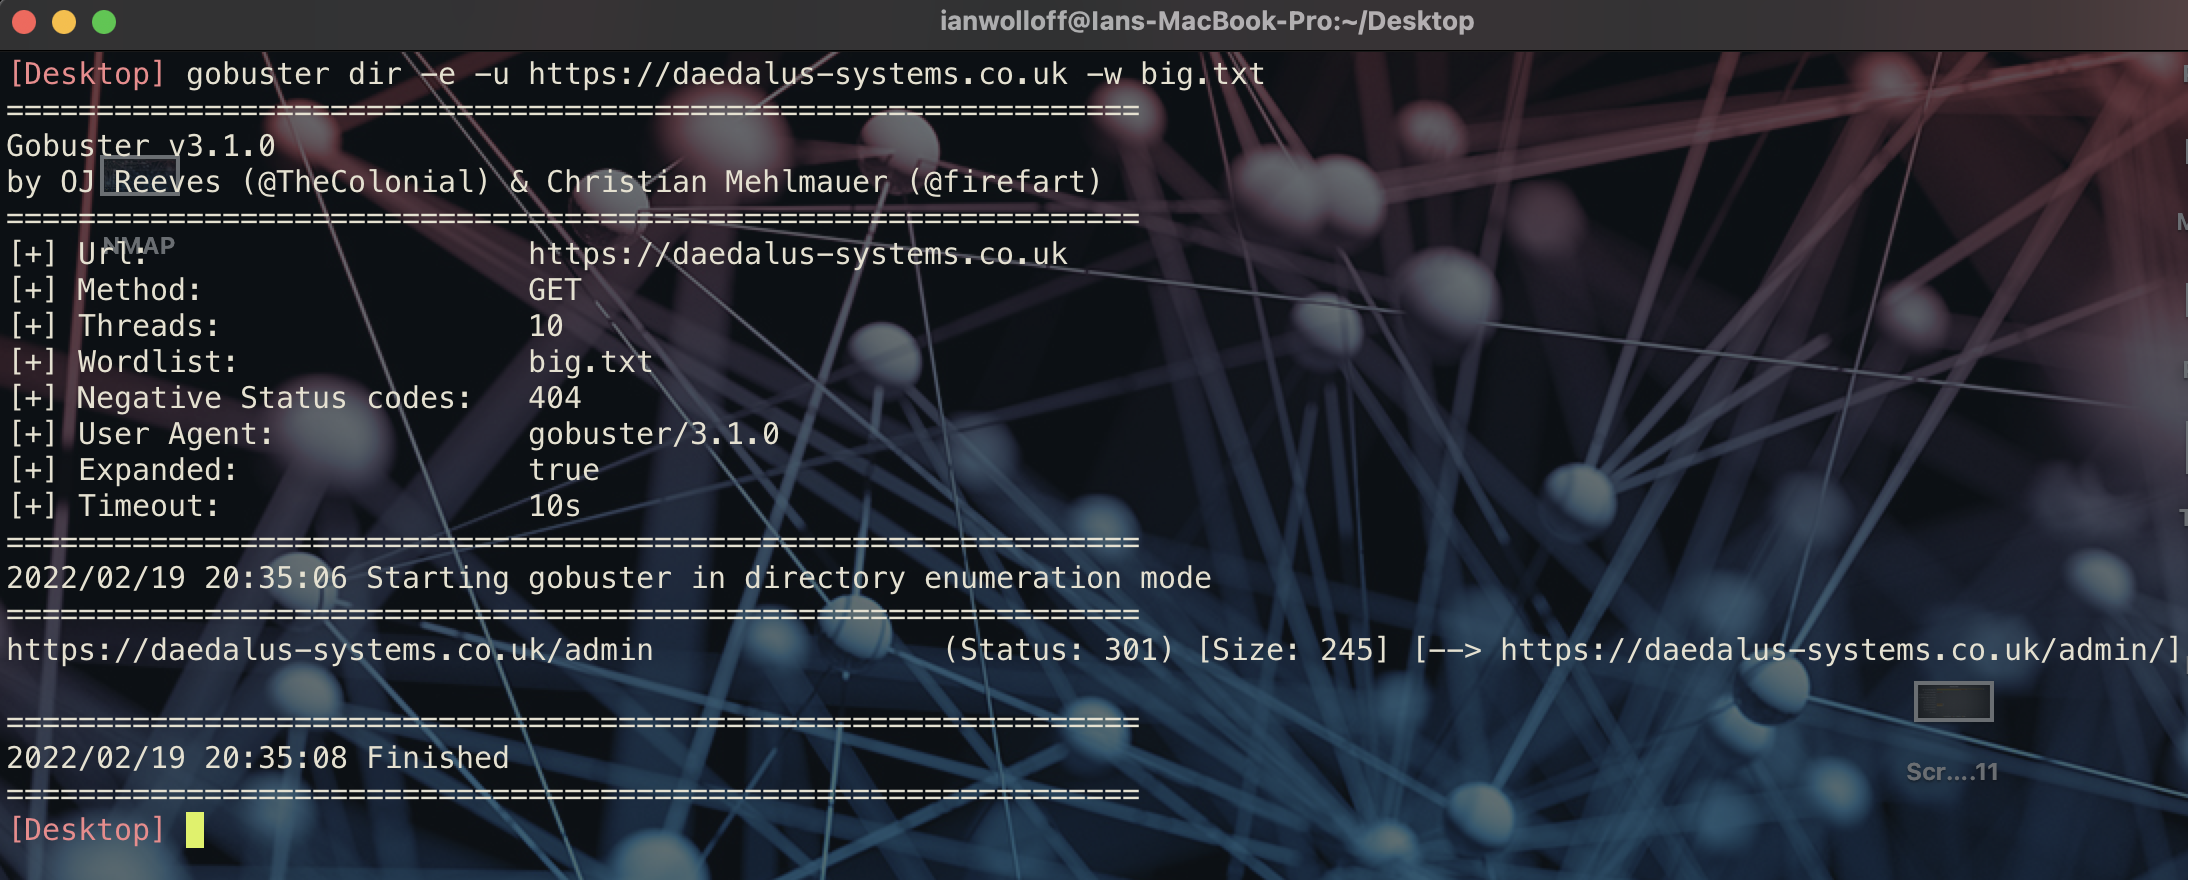 ianwolloff@Ians-MacBook-Pro:~/Desktop
[Desktop] gobuster dir -e -u https://daedalus-systems.co.uk -w big.txt
===============================================================
Gobuster v3.1.0
by OJ Reeves (@TheColonial) & Christian Mehlmauer (@firefart)
===============================================================
NMAP
[+] Url:                     https://daedalus-systems.co.uk
[+] Method:                  GET
[+] Threads:                 10
[+] Wordlist:                big.txt
[+] Negative Status codes:   404
[+] User Agent:              gobuster/3.1.0
[+] Expanded:                true
[+] Timeout:                 10s
===============================================================
2022/02/19 20:35:06 Starting gobuster in directory enumeration mode
===============================================================
https://daedalus-systems.co.uk/admin                (Status: 301) [Size: 245] [--> https://daedalus-systems.co.uk/admin/]
===============================================================
2022/02/19 20:35:08 Finished
Scr....11
===============================================================
[Desktop]